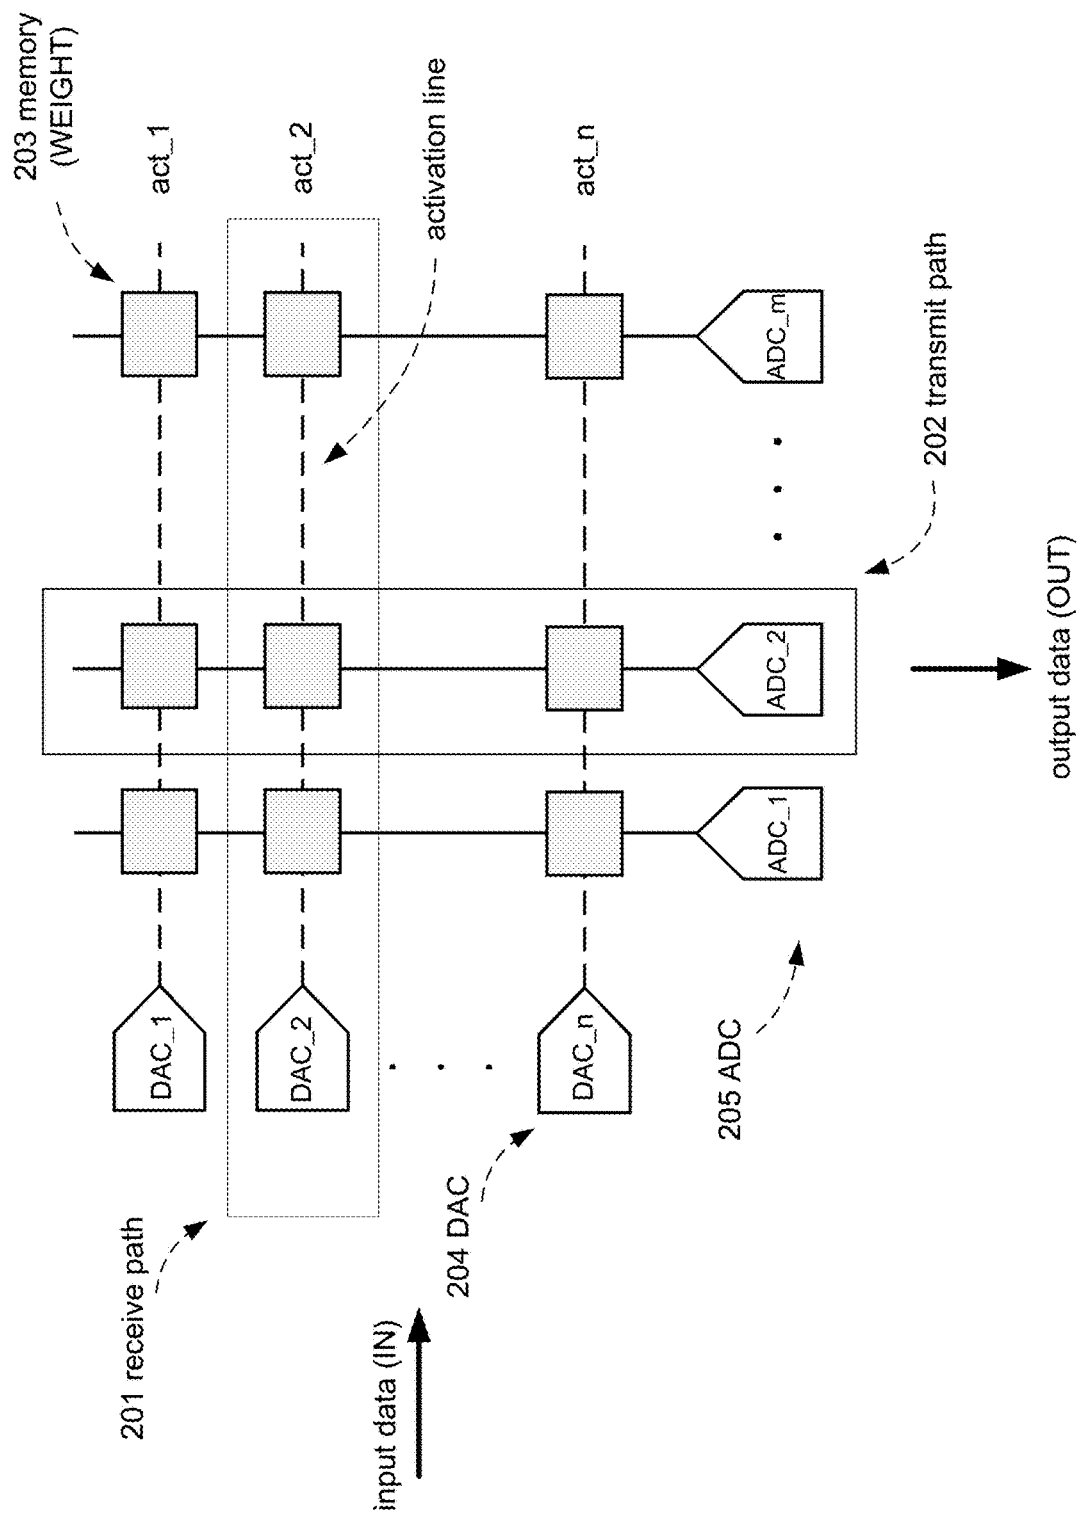 203 memory
(WEIGHT)
act_1
act_2
act_n
activation line
DAC_1
DAC_2
DAC_n
ADC_1
ADC_2
ADC_m
201 receive path
input data (IN)
204 DAC
205 ADC
202 transmit path
output data (OUT)